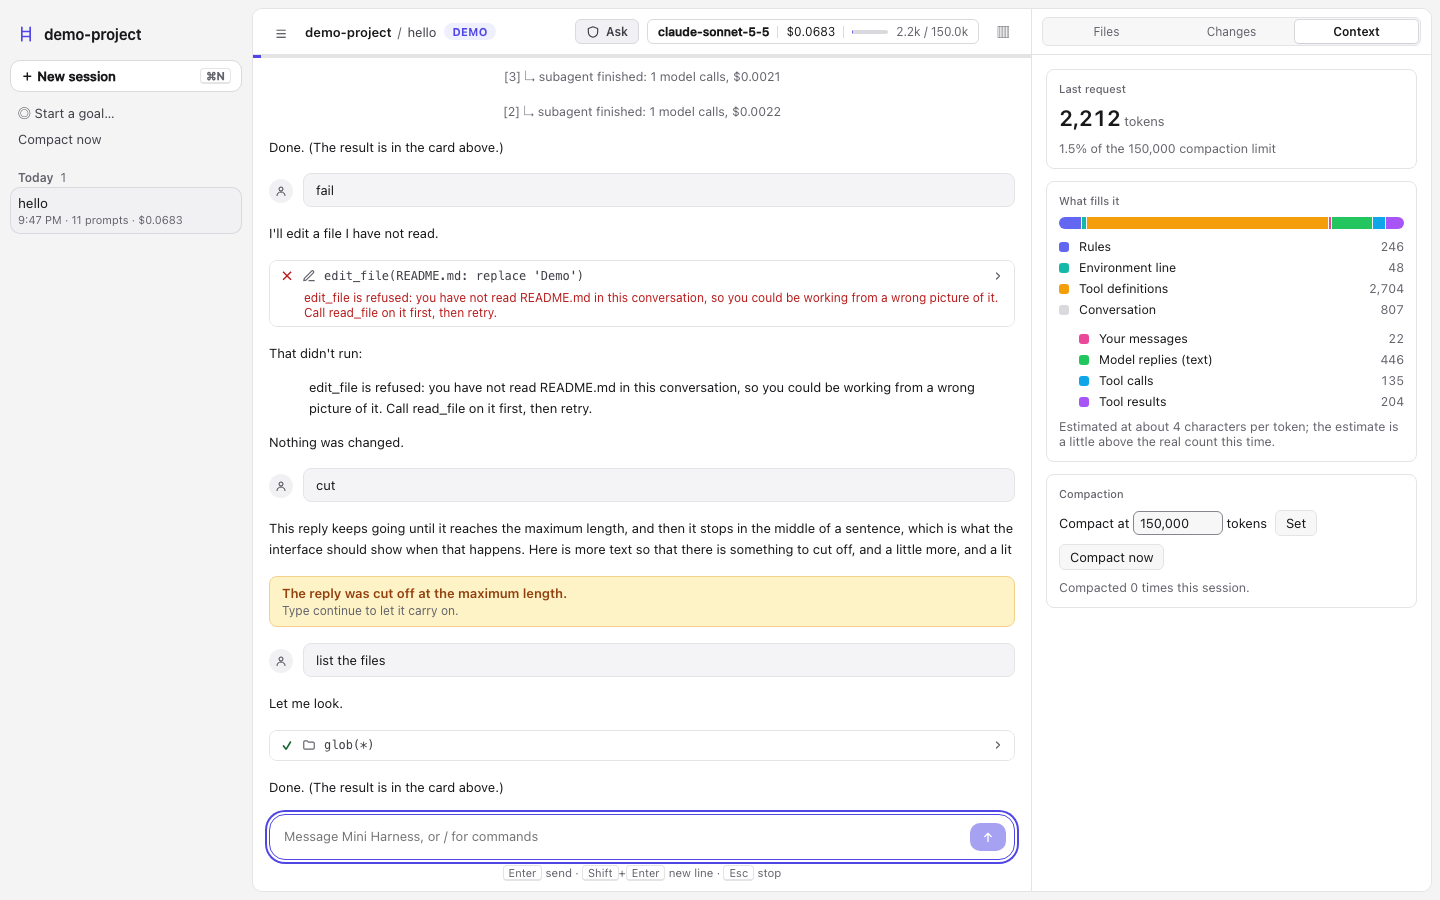 demo-project
+ New session ⌘N
Start a goal...
Compact now
Today 1
hello
9:47 PM · 11 prompts · $0.0683
demo-project / hello DEMO
Ask
claude-sonnet-5-5 $0.0683 2.2k / 150.0k
[3] subagent finished: 1 model calls, $0.0021
[2] subagent finished: 1 model calls, $0.0022
Done. (The result is in the card above.)
fail
I'll edit a file I have not read.
edit_file(README.md: replace 'Demo')
edit_file is refused: you have not read README.md in this conversation, so you could be working from a wrong picture of it.
Call read_file on it first, then retry.
That didn't run:
edit_file is refused: you have not read README.md in this conversation, so you could be working from a wrong
picture of it. Call read_file on it first, then retry.
Nothing was changed.
cut
This reply keeps going until it reaches the maximum length, and then it stops in the middle of a sentence, which is what the
interface should show when that happens. Here is more text so that there is something to cut off, and a little more, and a lit
The reply was cut off at the maximum length.
Type continue to let it carry on.
list the files
Let me look.
glob(*)
Done. (The result is in the card above.)
Message Mini Harness, or / for commands
Enter send · Shift+Enter new line · Esc stop
Files Changes Context
Last request
2,212 tokens
1.5% of the 150,000 compaction limit
What fills it
Rules 246
Environment line 48
Tool definitions 2,704
Conversation 807
Your messages 22
Model replies (text) 446
Tool calls 135
Tool results 204
Estimated at about 4 characters per token; the estimate is
a little above the real count this time.
Compaction
Compact at 150,000 tokens Set
Compact now
Compacted 0 times this session.